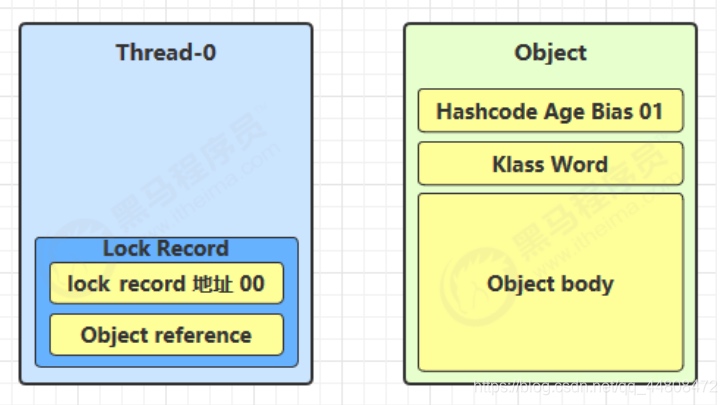 Thread-0
Lock Record
lock record 地址 00
Object reference
Object
Hashcode Age Bias 01
Klass Word
Object body
黑马程序员
www.itheima.com
黑马程序员
www.itheima.com
https://blog.csdn.net/qq_44808472